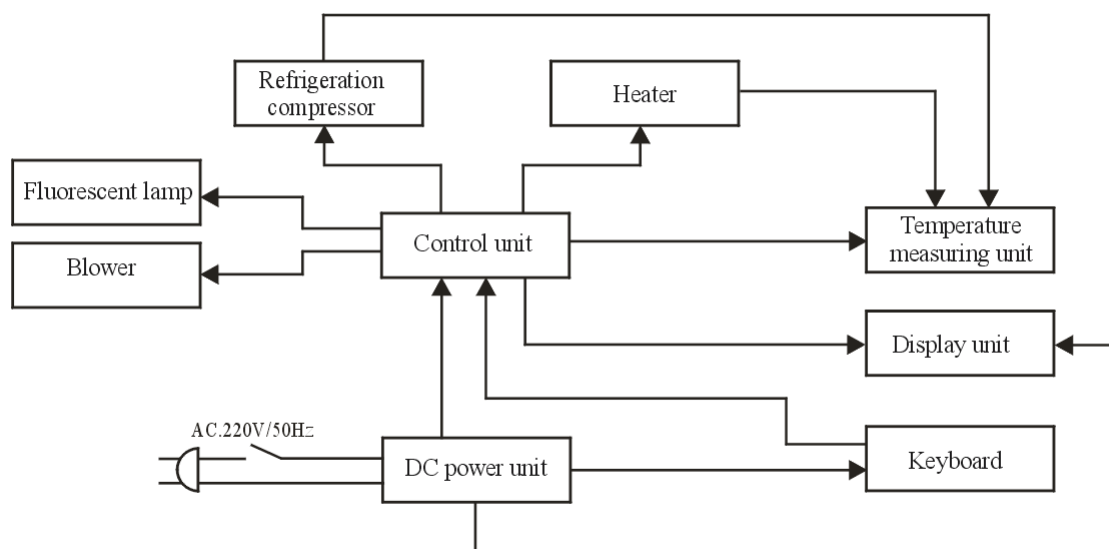 Refrigeration
compressor
Heater
Fluorescent lamp
Blower
Control unit
Temperature
measuring unit
Display unit
AC.220V/50Hz
DC power unit
Keyboard